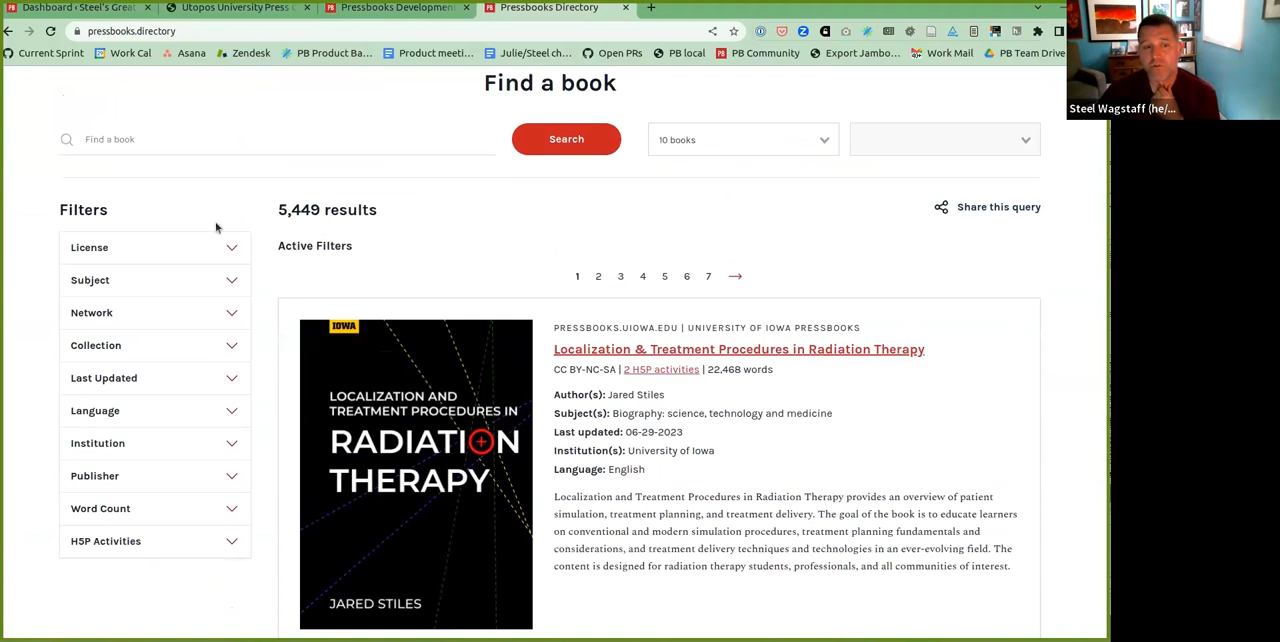 Dashboard ‹ Steel's Great
Utopos University Press
Pressbooks Development
Pressbooks Directory
pressbooks.directory
Current Sprint
Work Cal
Asana
Zendesk
PB Product Ba...
Product meeti...
Julie/Steel ch...
Open PRs
PB local
PB Community
Export Jambo...
Work Mail
PB Team Drive
Steel Wagstaff (he/...
Find a book
Find a book
Search
10 books
Filters
License
Subject
Network
Collection
Last Updated
Language
Institution
Publisher
Word Count
H5P Activities
5,449 results
Share this query
Active Filters
1 2 3 4 5 6 7 →
IOWA
LOCALIZATION AND
TREATMENT PROCEDURES IN
RADIATION
THERAPY
JARED STILES
PRESSBOOKS.UIOWA.EDU | UNIVERSITY OF IOWA PRESSBOOKS
Localization & Treatment Procedures in Radiation Therapy
CC BY-NC-SA | 2 H5P activities | 22,468 words
Author(s): Jared Stiles
Subject(s): Biography: science, technology and medicine
Last updated: 06-29-2023
Institution(s): University of Iowa
Language: English
Localization and Treatment Procedures in Radiation Therapy provides an overview of patient
simulation, treatment planning, and treatment delivery. The goal of the book is to educate learners
on conventional and modern simulation procedures, treatment planning fundamentals and
considerations, and treatment delivery techniques and technologies in an ever-evolving field. The
content is designed for radiation therapy students, professionals, and all communities of interest.